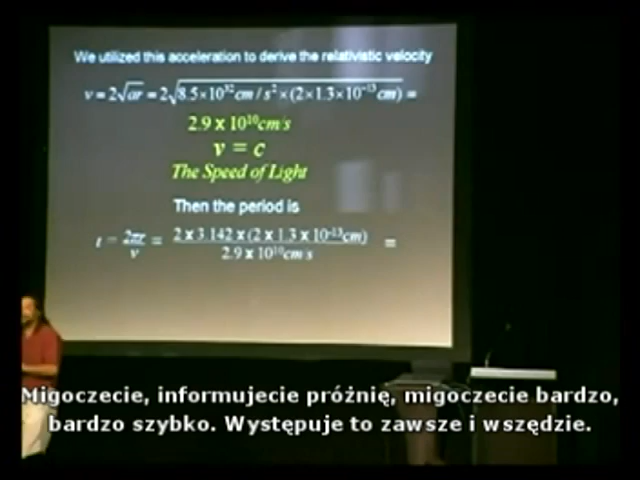 We utilized this acceleration to derive the relativistic velocity
v = 2√ar = 2√8.5×10³²cm/s²×(2×1.3×10⁻¹³cm) =
2.9 x 10¹⁰cm/s
v = c
The Speed of Light
Then the period is
t = 2πr/v = 2 x 3.142 x (2 x 1.3 x 10⁻¹³cm)/2.9 x 10¹⁰cm/s =
Migoczecie, informujecie próżnię, migoczecie bardzo,
bardzo szybko. Występuje to zawsze i wszędzie.